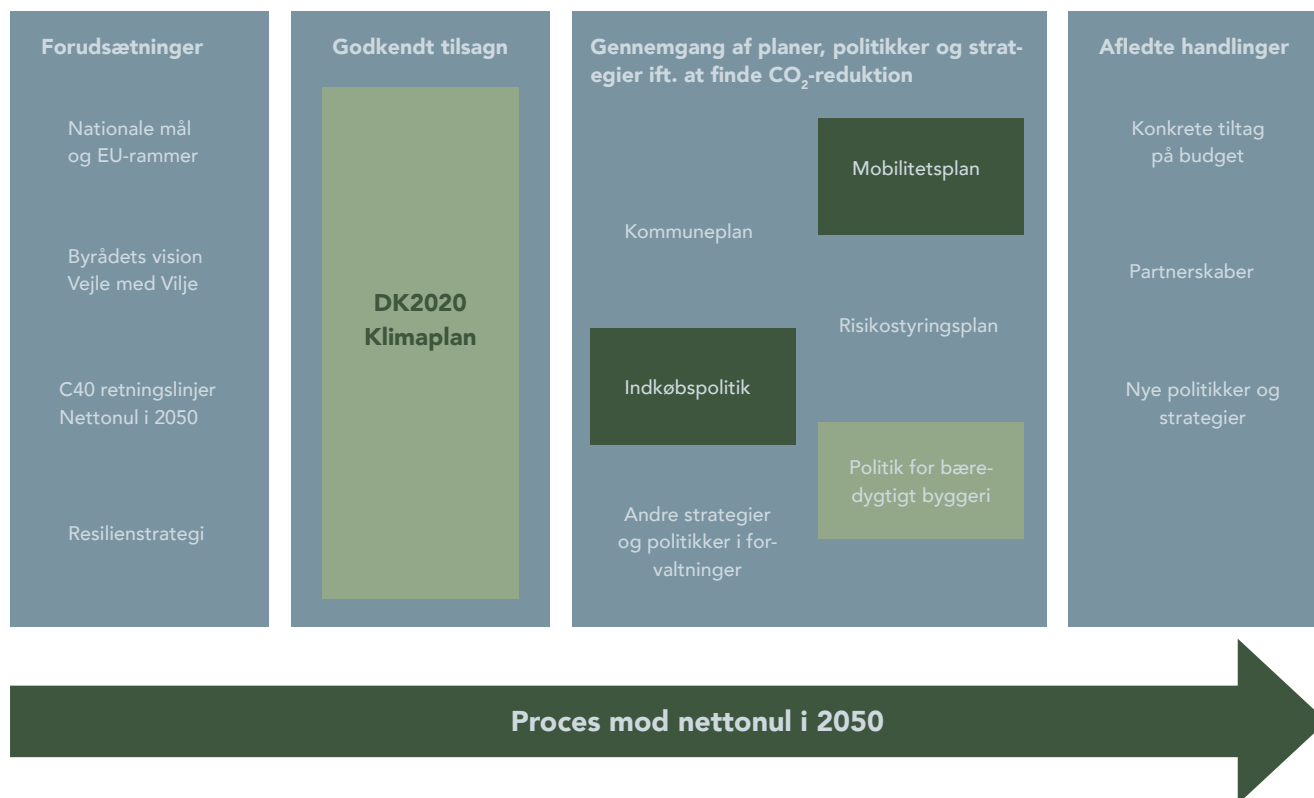 Forudsætninger
Nationale mål
og EU-rammer
Byrådets vision
Vejle med Vilje
C40 retningslinjer
Nettonul i 2050
Resilienstrategi
Godkendt tilsagn
DK2020
Klimaplan
Gennemgang af planer, politikker og strat-
egier ift. at finde CO₂-reduktion
Mobilitetsplan
Kommuneplan
Risikostyringsplan
Indkøbspolitik
Politik for bære-
dygtigt byggeri
Andre strategier
og politikker i for-
valtninger
Afledte handlinger
Konkrete tiltag
på budget
Partnerskaber
Nye politikker og
strategier
Proces mod nettonul i 2050